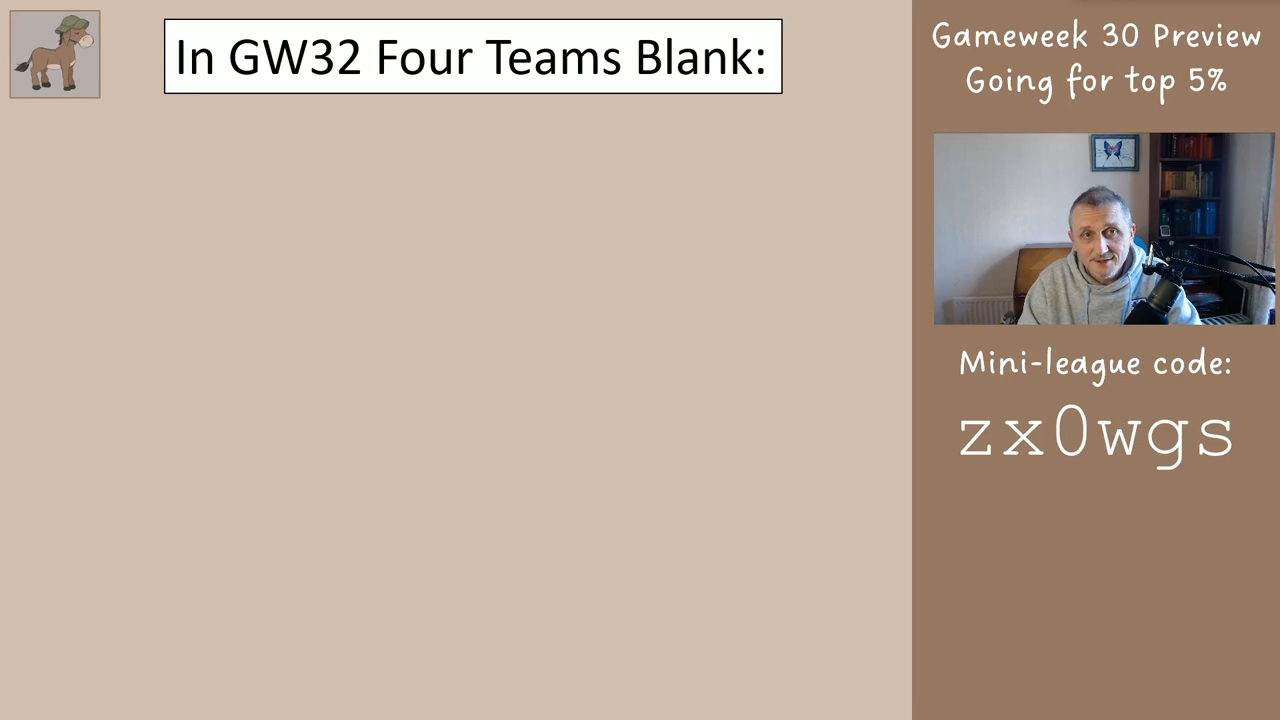 In GW32 Four Teams Blank:
Gameweek 30 Preview
Going for top 5%
Mini-league code:
zx0wgs